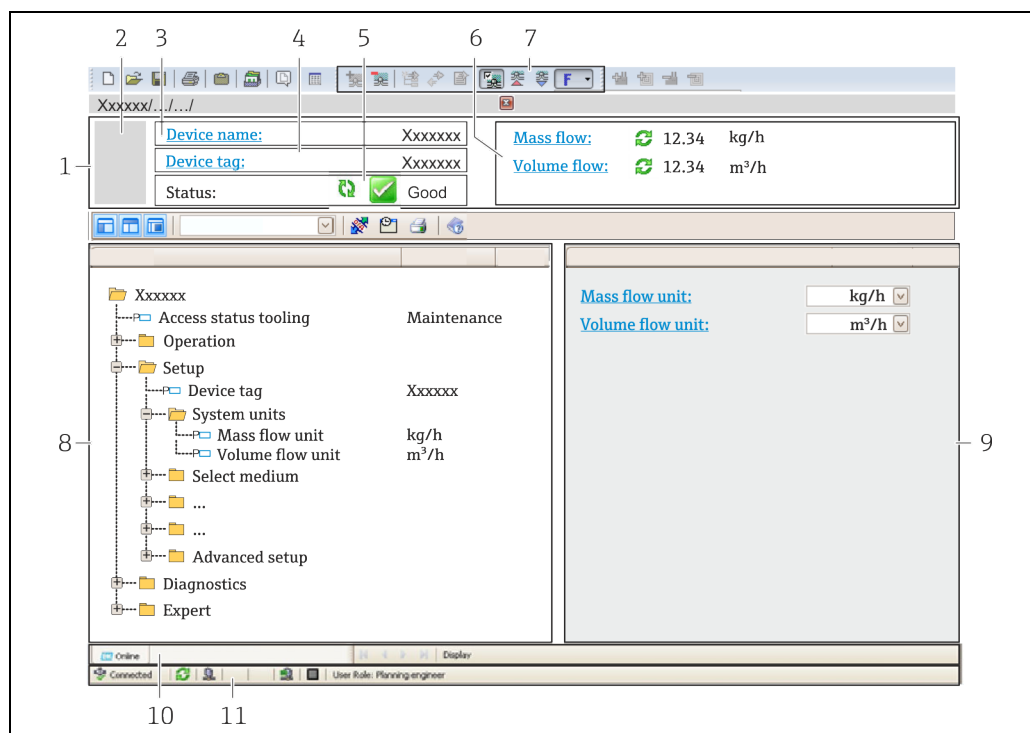 2 3 4 5 6 7
F
Xxxxxx/.../.../
Device name: Xxxxxxx
Mass flow: 12.34 kg/h
1
Device tag: Xxxxxxx
Volume flow: 12.34 m³/h
Status: Good
Xxxxxx
Mass flow unit: kg/h
Access status tooling Maintenance
Volume flow unit: m³/h
Operation
Setup
Device tag Xxxxxx
System units
8
Mass flow unit kg/h
9
Volume flow unit m³/h
Select medium
...
...
Advanced setup
Diagnostics
Expert
Online Display
Connected User Role: Planning engineer
10 11